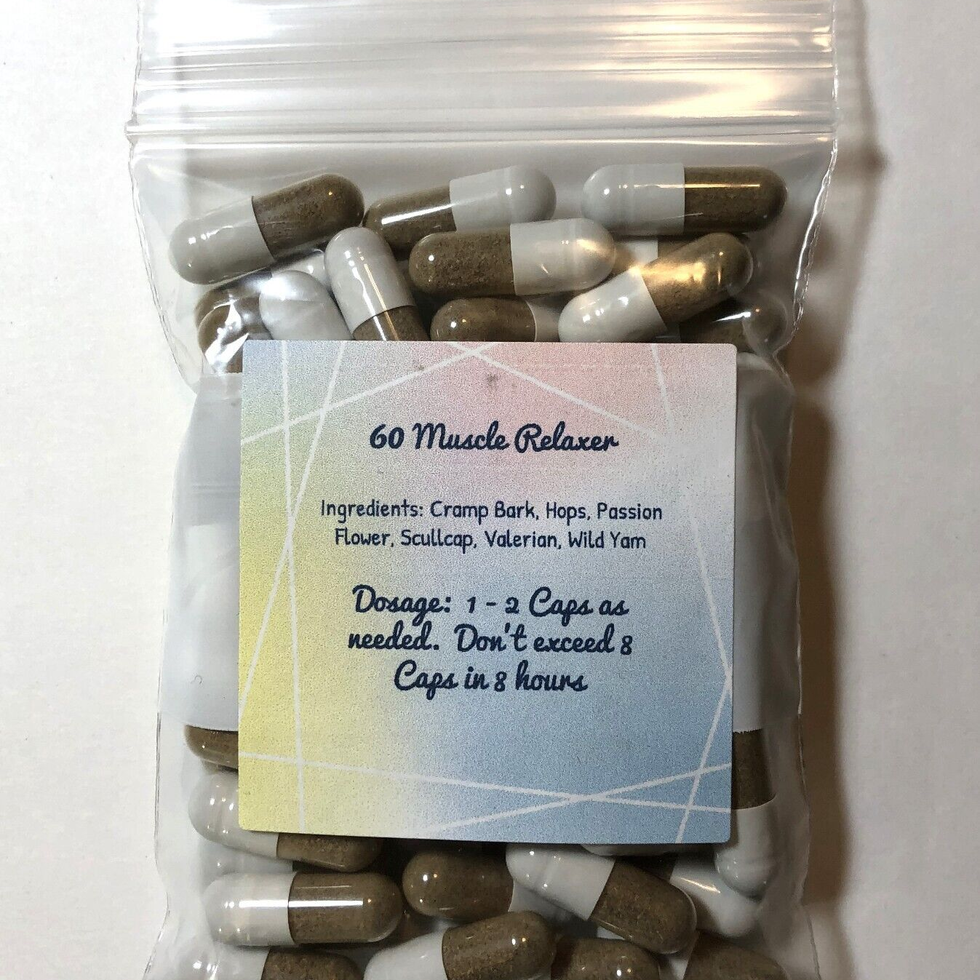 60 Muscle Relaxer
Ingredients: Cramp Bark, Hops, Passion
Flower, Scullcap, Valerian, Wild Yam
Dosage: 1 - 2 Caps as
needed. Don't exceed 8
Caps in 8 hours